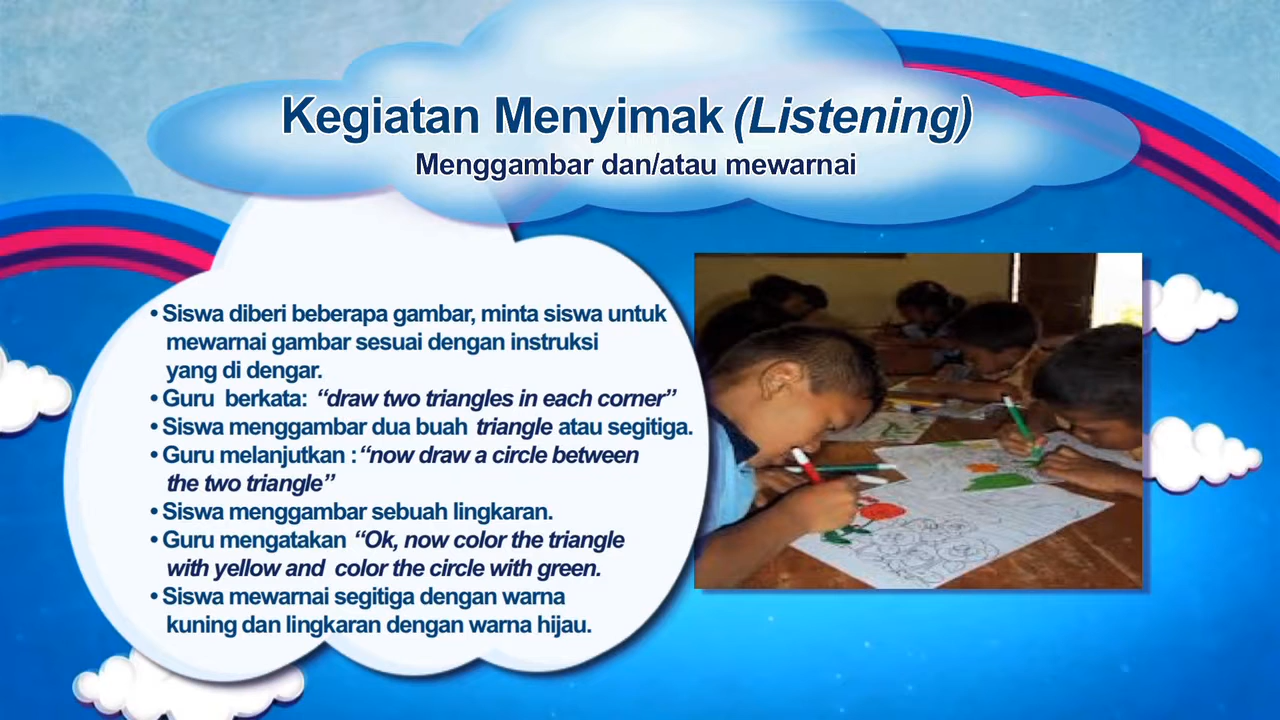 Kegiatan Menyimak (Listening)
Menggambar dan/atau mewarnai
• Siswa diberi beberapa gambar, minta siswa untuk
mewarnai gambar sesuai dengan instruksi
yang di dengar.
• Guru berkata: “draw two triangles in each corner”
• Siswa menggambar dua buah triangle atau segitiga.
• Guru melanjutkan : “now draw a circle between
the two triangle”
• Siswa menggambar sebuah lingkaran.
• Guru mengatakan “Ok, now color the triangle
with yellow and color the circle with green.
• Siswa mewarnai segitiga dengan warna
kuning dan lingkaran dengan warna hijau.